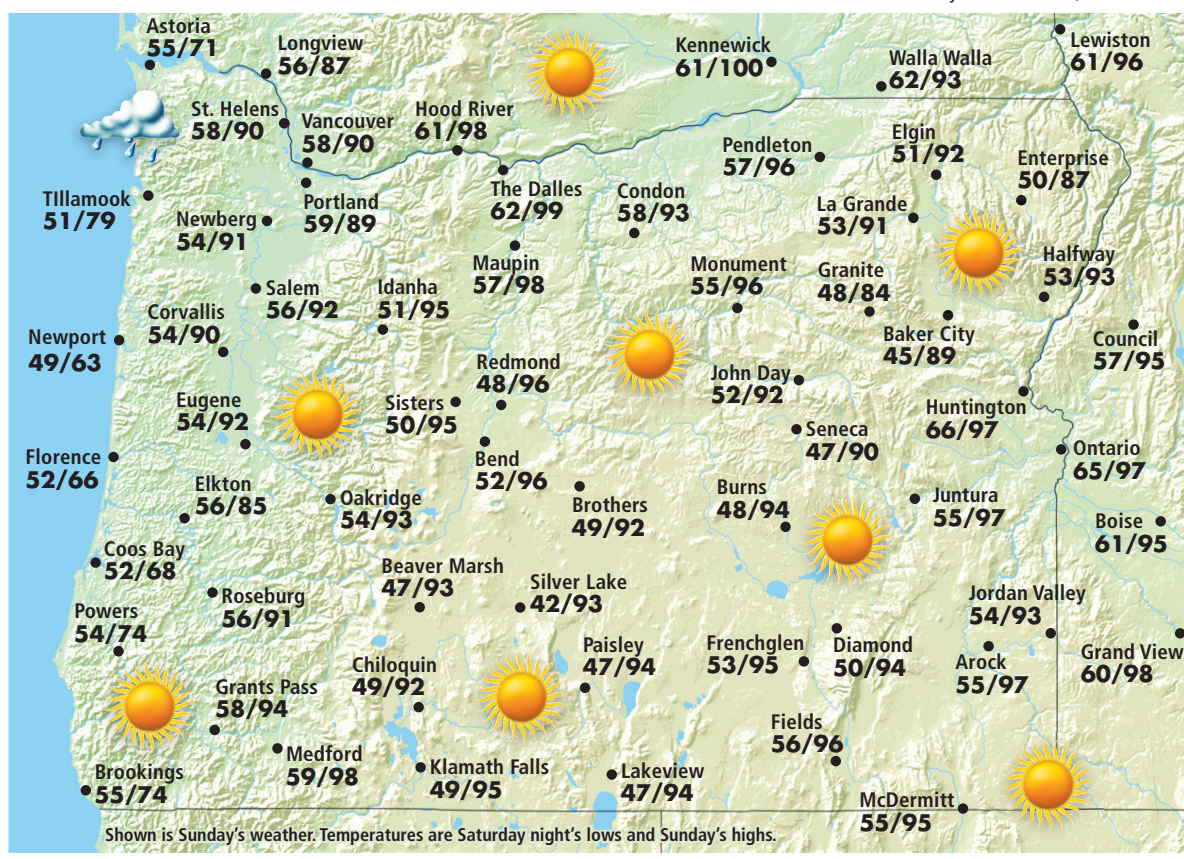 Astoria
55/71
Longview
56/87
Kennewick
61/100
Walla Walla
62/93
Lewiston
61/96
St. Helens
58/90
Vancouver
58/90
Hood River
61/98
Pendleton
57/96
Elgin
51/92
Enterprise
50/87
TIllamook
51/79
Newberg
54/91
Portland
59/89
The Dalles
62/99
Condon
58/93
La Grande
53/91
Maupin
57/98
Monument
55/96
Granite
48/84
Halfway
53/93
Salem
56/92
Idanha
51/95
Corvallis
54/90
Newport
49/63
Baker City
45/89
Council
57/95
Redmond
48/96
John Day
52/92
Eugene
54/92
Sisters
50/95
Huntington
66/97
Seneca
47/90
Florence
52/66
Bend
52/96
Ontario
65/97
Elkton
56/85
Oakridge
54/93
Brothers
49/92
Burns
48/94
Juntura
55/97
Boise
61/95
Coos Bay
52/68
Beaver Marsh
47/93
Silver Lake
42/93
Roseburg
56/91
Jordan Valley
54/93
Powers
54/74
Paisley
47/94
Frenchglen
53/95
Diamond
50/94
Arock
55/97
Grand View
60/98
Chiloquin
49/92
Grants Pass
58/94
Fields
56/96
Medford
59/98
Klamath Falls
49/95
Lakeview
47/94
Brookings
55/74
McDermitt
55/95
Shown is Sunday's weather. Temperatures are Saturday night's lows and Sunday's highs.